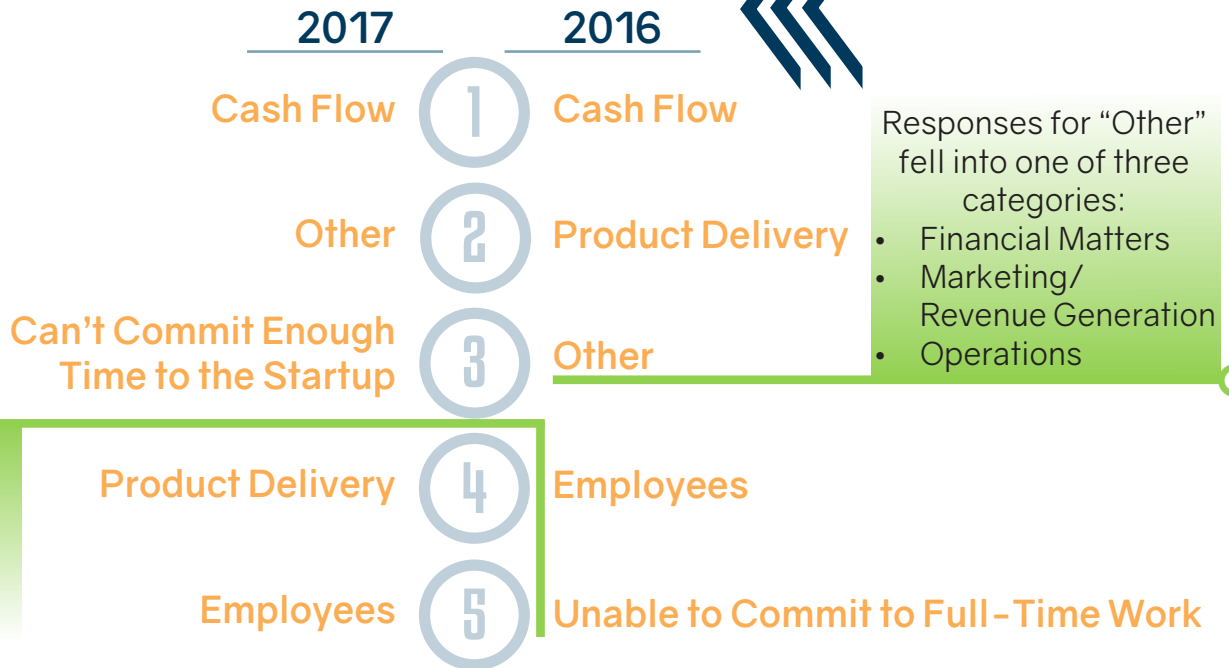 2017 2016
Cash Flow 1 Cash Flow
Other 2 Product Delivery
Can't Commit Enough
Time to the Startup 3 Other
Product Delivery 4 Employees
Employees 5 Unable to Commit to Full-Time Work
Responses for “Other”
fell into one of three
categories:
• Financial Matters
• Marketing/
Revenue Generation
• Operations